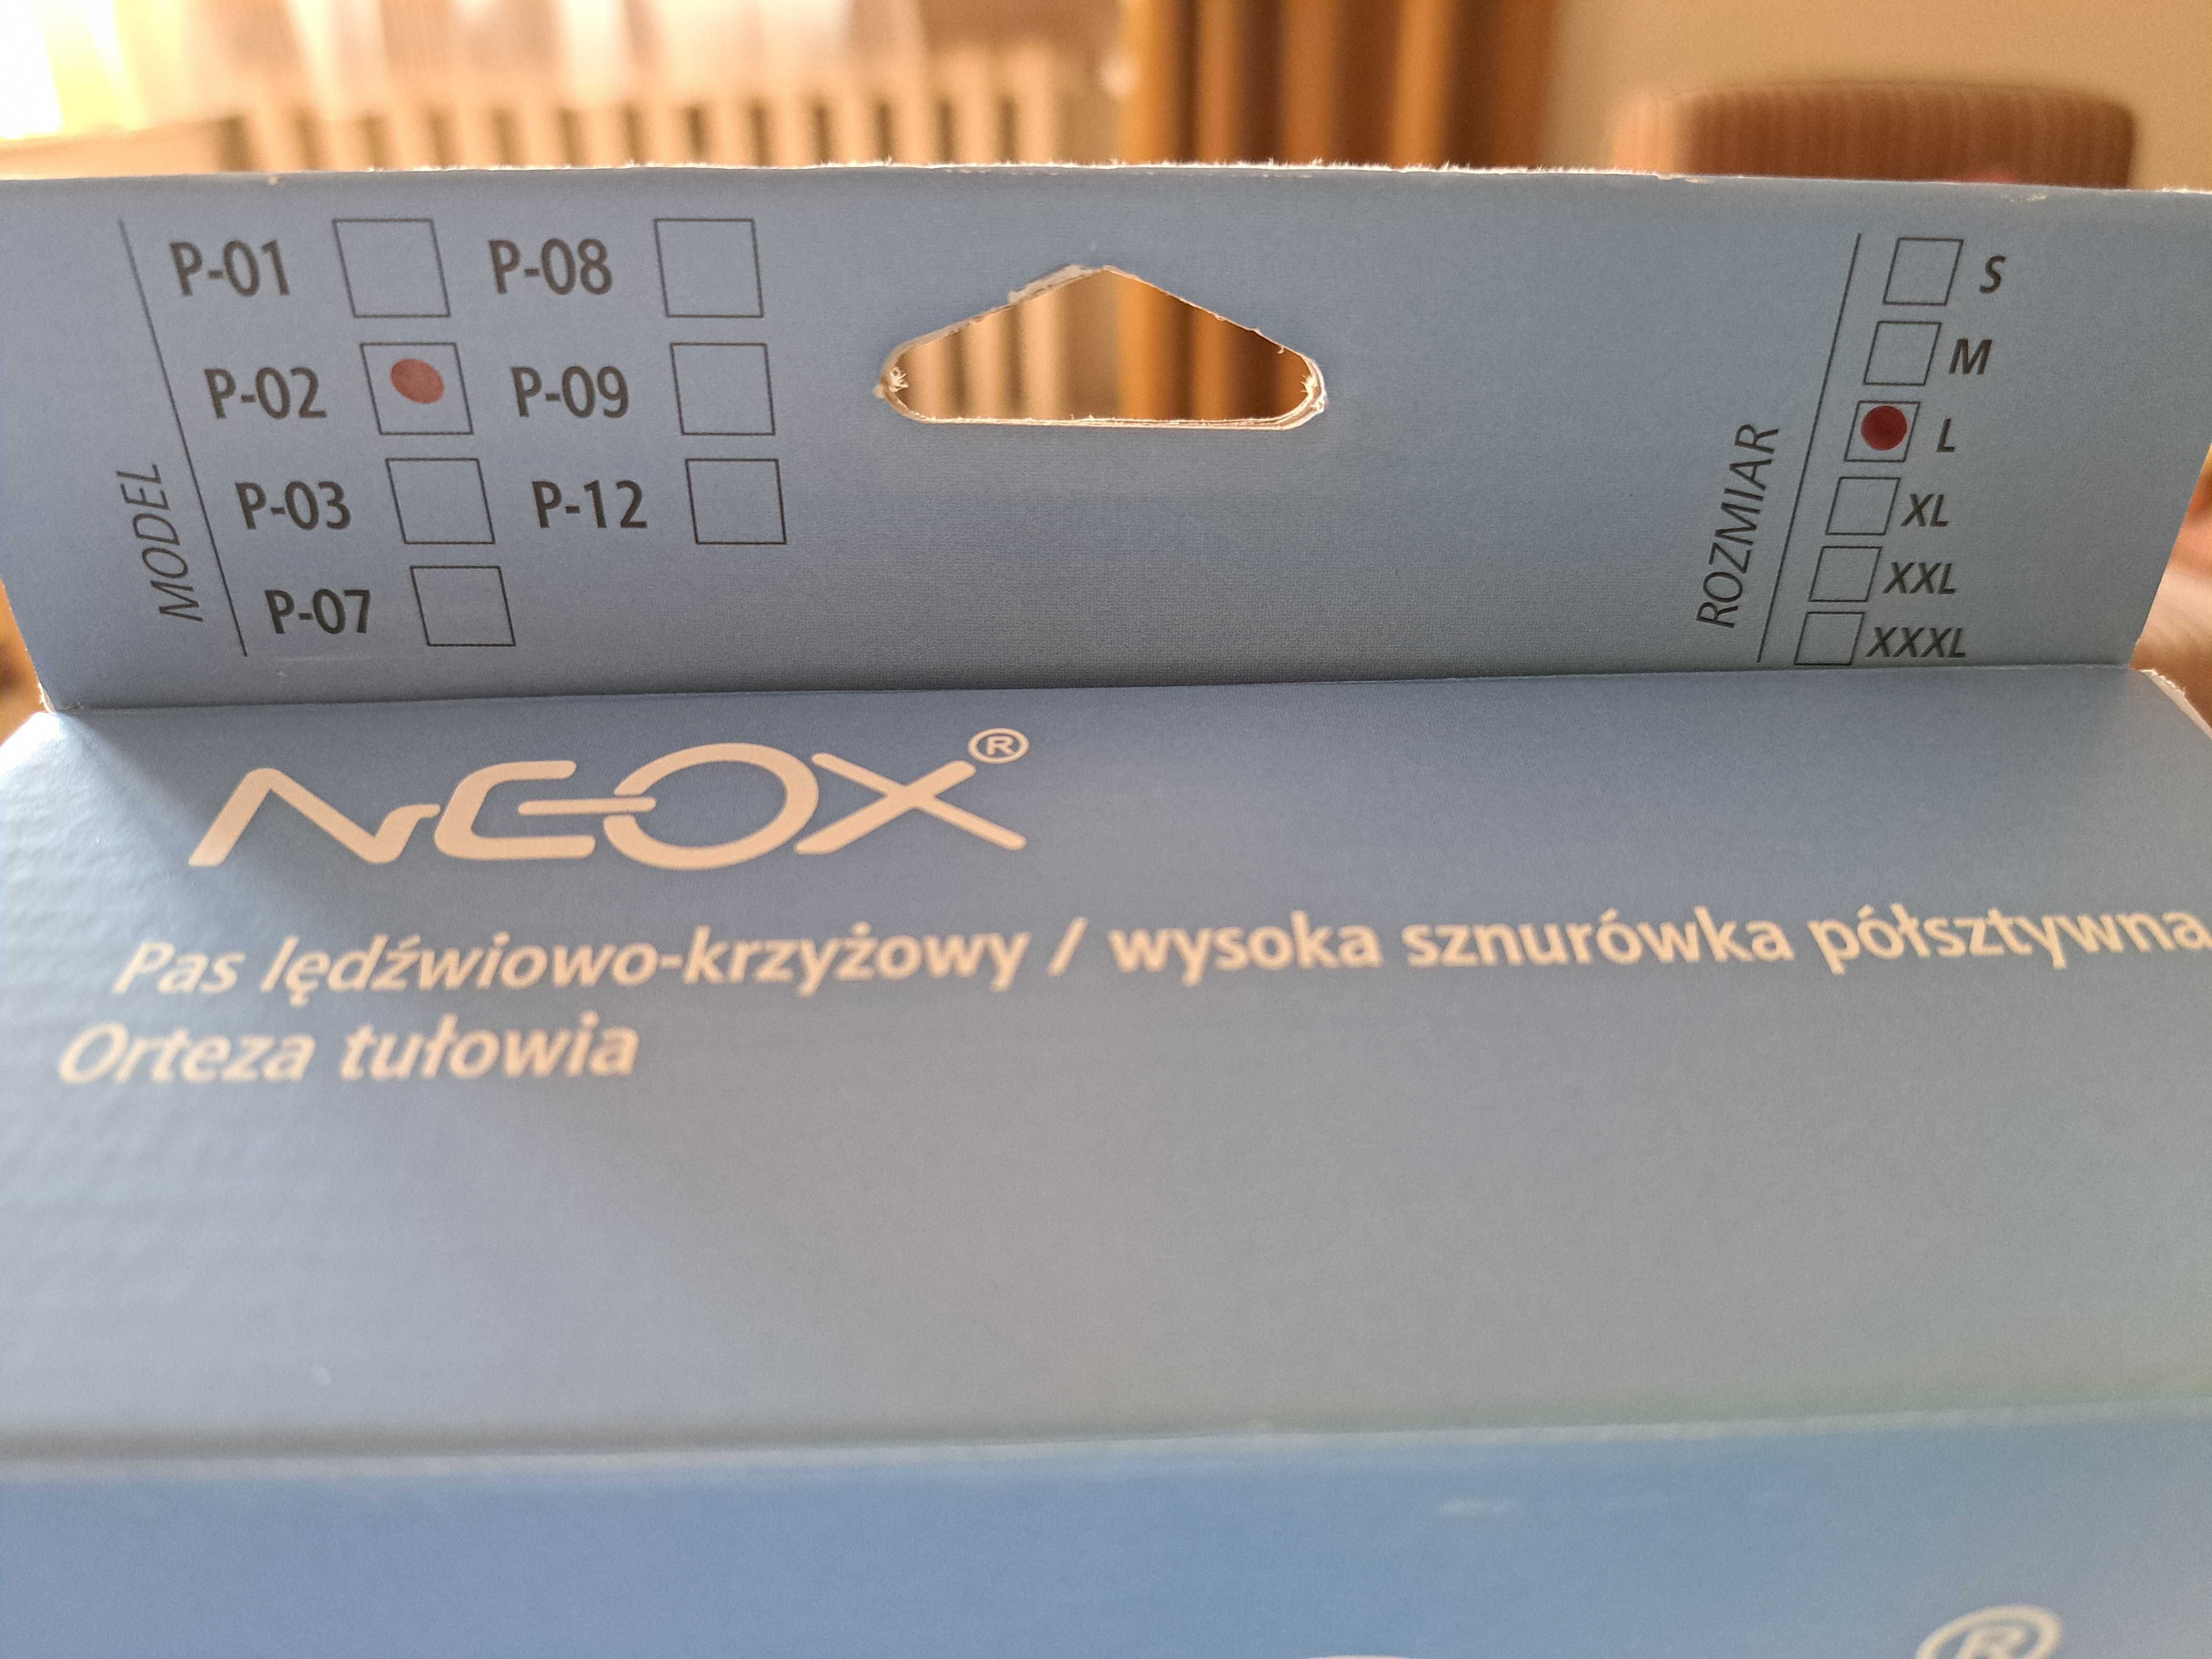 MODEL
P-01 P-08
P-02 P-09
P-03 P-12
P-07
ROZMIAR
S
M
L
XL
XXL
XXXL
NEOX®
Pas lędźwiowo-krzyżowy / wysoka sznurówka półsztywna
Orteza tułowia
®